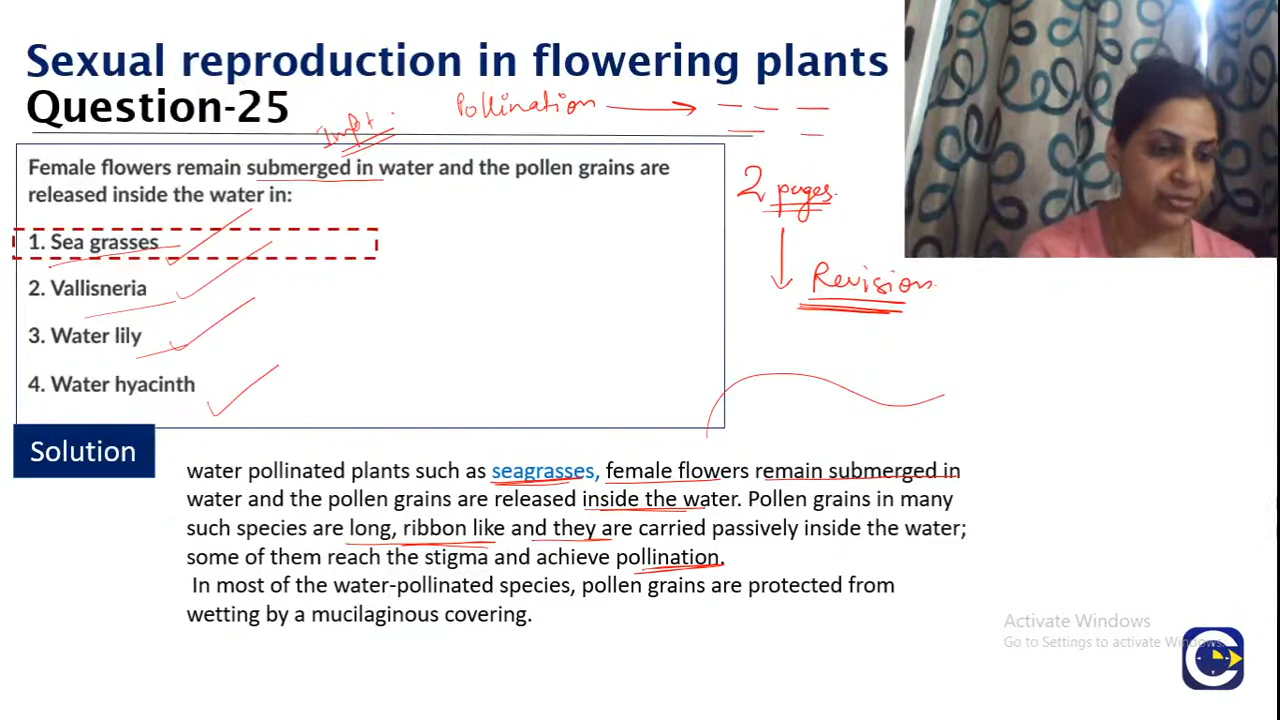 Sexual reproduction in flowering plants
Question-25
Impt.
Pollination
Female flowers remain submerged in water and the pollen grains are
released inside the water in:
1. Sea grasses
2. Vallisneria
3. Water lily
4. Water hyacinth
2 pages.
Revision.
Solution
water pollinated plants such as seagrasses, female flowers remain submerged in
water and the pollen grains are released inside the water. Pollen grains in many
such species are long, ribbon like and they are carried passively inside the water;
some of them reach the stigma and achieve pollination.
In most of the water-pollinated species, pollen grains are protected from
wetting by a mucilaginous covering.
Activate Windows
Go to Settings to activate Windows.